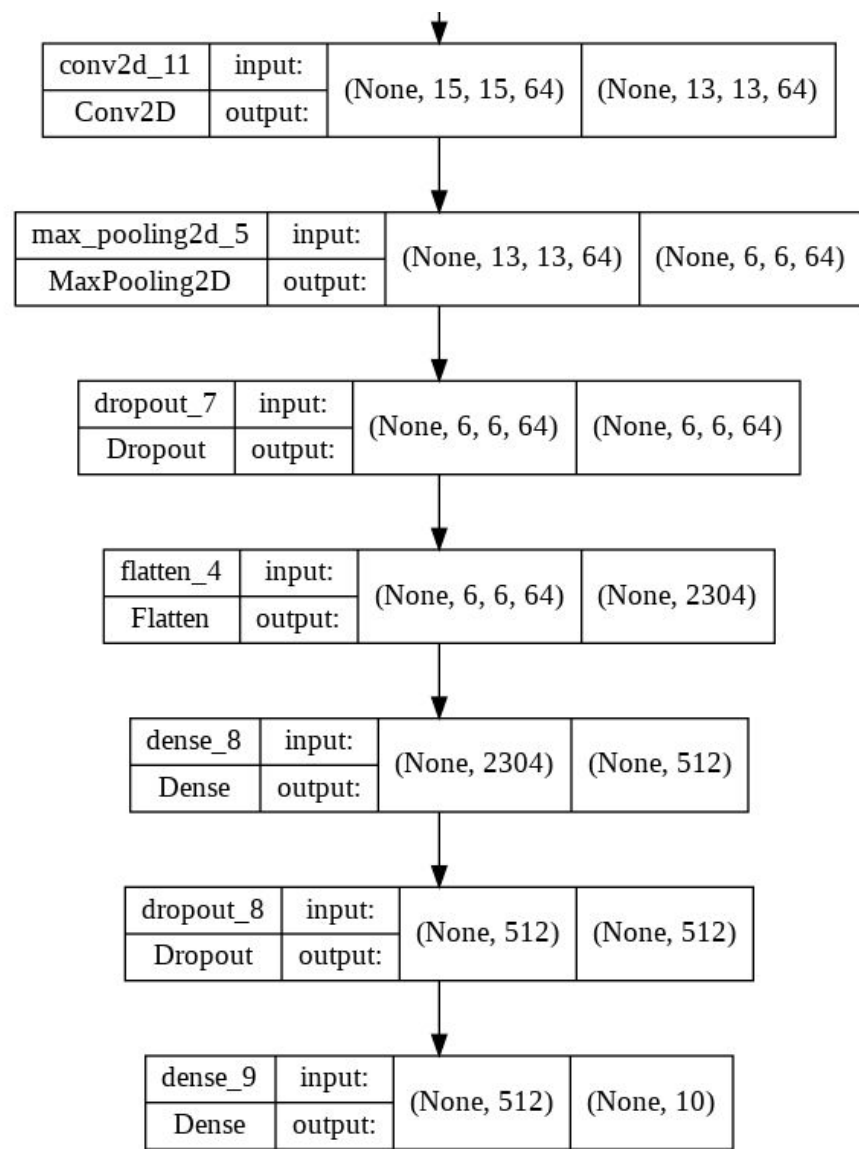 conv2d_11 input: (None, 15, 15, 64) (None, 13, 13, 64)
Conv2D output:
max_pooling2d_5 input: (None, 13, 13, 64) (None, 6, 6, 64)
MaxPooling2D output:
dropout_7 input: (None, 6, 6, 64) (None, 6, 6, 64)
Dropout output:
flatten_4 input: (None, 6, 6, 64) (None, 2304)
Flatten output:
dense_8 input: (None, 2304) (None, 512)
Dense output:
dropout_8 input: (None, 512) (None, 512)
Dropout output:
dense_9 input: (None, 512) (None, 10)
Dense output: